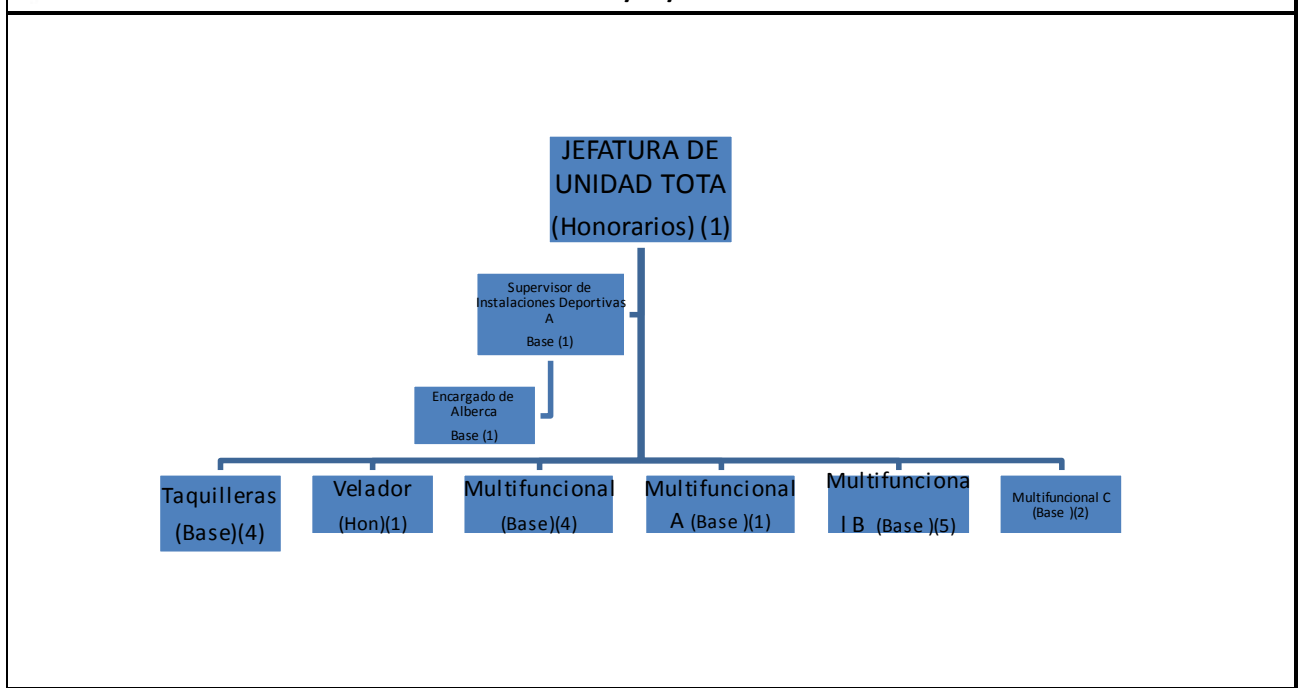 JEFATURA DE
UNIDAD TOTA
(Honorarios) (1)
Supervisor de
Instalaciones Deportivas
A
Base (1)
Encargado de
Alberca
Base (1)
Taquilleras
(Base)(4)
Velador
(Hon)(1)
Multifuncional
(Base)(4)
Multifuncional
A (Base )(1)
Multifunciona
l B (Base )(5)
Multifuncional C
(Base )(2)